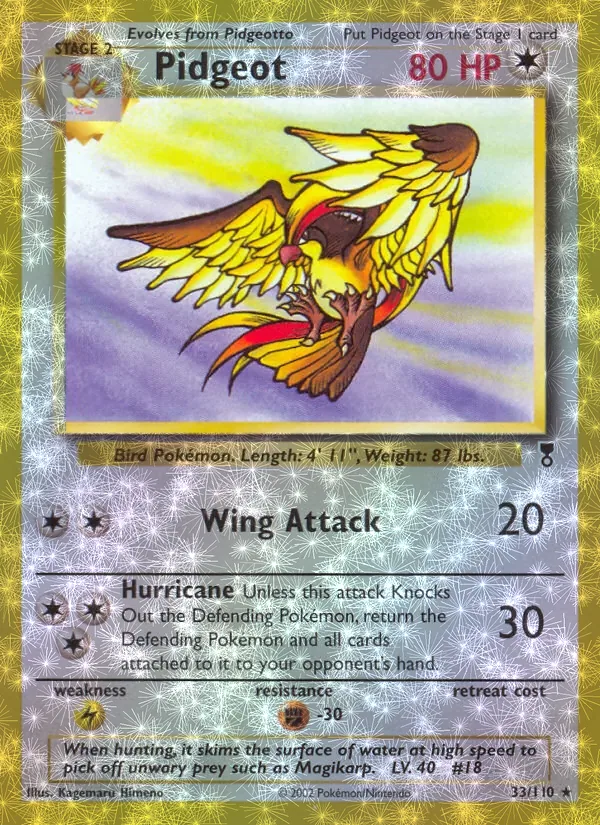 Evolves from Pidgeotto Put Pidgeot on the Stage 1 card
STAGE 2
Pidgeot 80 HP
Bird Pokémon. Length: 4' 11", Weight: 87 lbs.
Wing Attack 20
Hurricane Unless this attack Knocks
Out the Defending Pokémon, return the
Defending Pokémon and all cards
attached to it to your opponent's hand.
30
weakness resistance retreat cost
-30
When hunting, it skims the surface of water at high speed to
pick off unwary prey such as Magikarp. LV. 40 #18
Illus. Kagemaru Himeno © 2002 Pokémon/Nintendo 33/110 ★